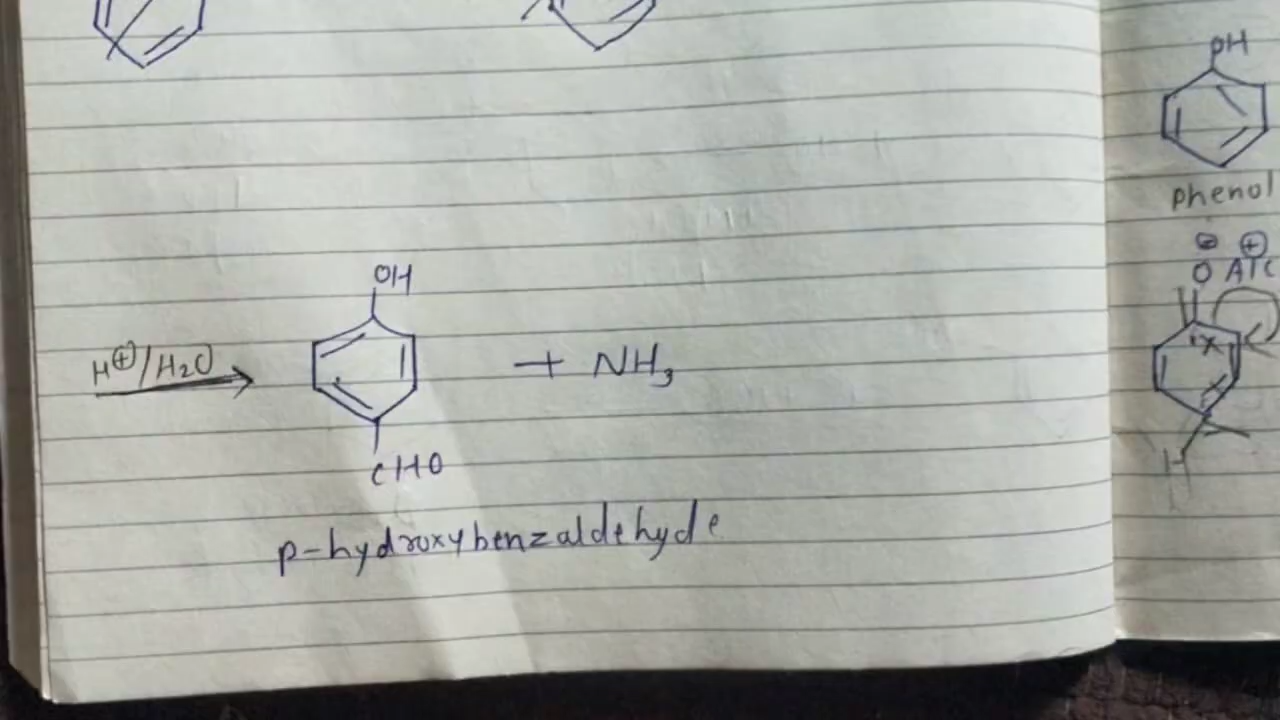 OH
H⊕/H₂O
+ NH₃
CHO
p-hydroxybenzaldehyde
OH
phenol
⊖ ⊕
O
H